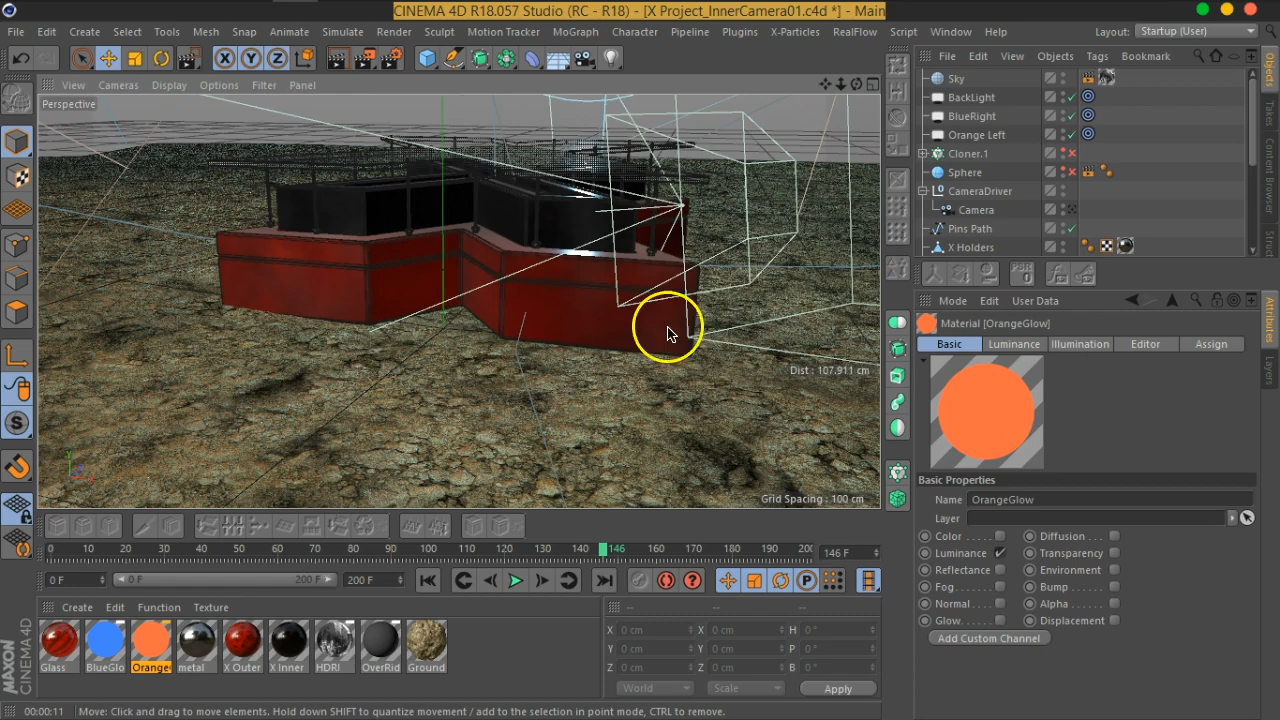 CINEMA 4D R18.057 Studio (RC - R18) - [X Project_InnerCamera01.c4d *] - Main
File Edit Create Select Tools Mesh Snap Animate Simulate Render Sculpt Motion Tracker MoGraph Character Pipeline Plugins X-Particles RealFlow Script Window Help Layout: Startup (User)
X Y Z
File Edit View Objects Tags Bookmark
View Cameras Display Options Filter Panel
Perspective
Sky
BackLight
BlueRight
Orange Left
Cloner.1
Sphere
CameraDriver
Camera
Pins Path
X Holders
Objects
Takes
Content Browser
Struct
PSR
Mode Edit User Data
Material [OrangeGlow]
Basic Luminance Illumination Editor Assign
Attributes
Layers
Dist : 107.911 cm
Grid Spacing : 100 cm
Basic Properties
Name OrangeGlow
Layer
Color . . . . . Diffusion . . .
Luminance Transparency
Reflectance Environment
Fog. . . . . . . Bump . . . . .
Normal . . . . Alpha . . . . .
Glow. . . . . . Displacement
Add Custom Channel
0 10 20 30 40 50 60 70 80 90 100 110 120 130 140 146 160 170 180 190 200 146 F
0 F 0 F 200 F 200 F
Create Edit Function Texture
-- -- --
X 0 cm X 0 cm H 0 °
Y 0 cm Y 0 cm P 0 °
Z 0 cm Z 0 cm B 0 °
World Scale Apply
Glass BlueGlo Orange metal X Outer X Inner HDRI OverRid Ground
MAXON CINEMA 4D
00:00:11 Move: Click and drag to move elements. Hold down SHIFT to quantize movement / add to the selection in point mode, CTRL to remove.